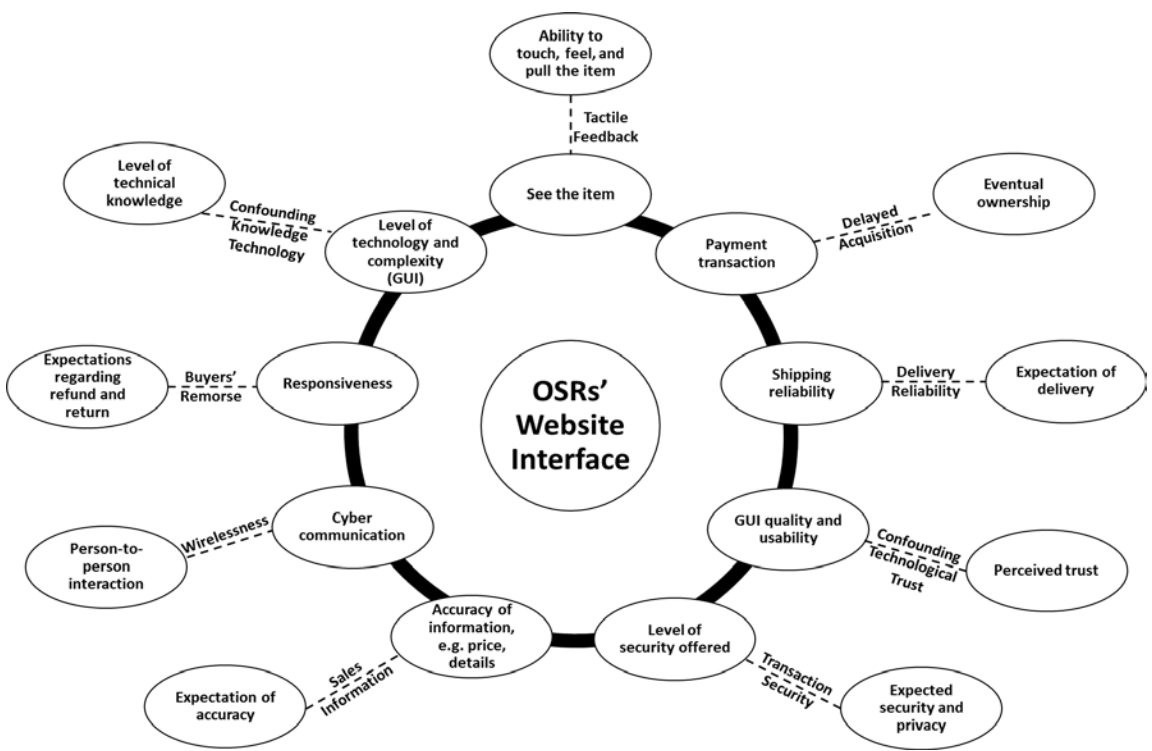 Ability to
touch, feel, and
pull the item
Tactile
Feedback
See the item
Level of
technical
knowledge
Confounding
Knowledge
Technology
Level of
technology and
complexity
(GUI)
Payment
transaction
Delayed
Acquisition
Eventual
ownership
Expectations
regarding
refund and
return
Buyers'
Remorse
Responsiveness
OSRs'
Website
Interface
Shipping
reliability
Delivery
Reliability
Expectation of
delivery
Person-to-
person
interaction
Wirelessness
Cyber
communication
GUI quality and
usability
Confounding
Technological
Trust
Perceived trust
Expectation of
accuracy
Sales
Information
Accuracy of
information,
e.g. price,
details
Level of
security offered
Transaction
Security
Expected
security and
privacy